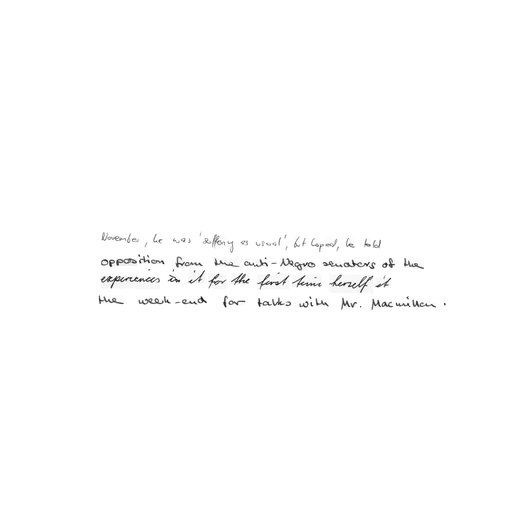 November, he was 'suffering as usual', but hoped, he told
opposition from the anti-Negro senators of the
experiences in it for the first time herself it
the week-end for talks with Mr. Macmillan.